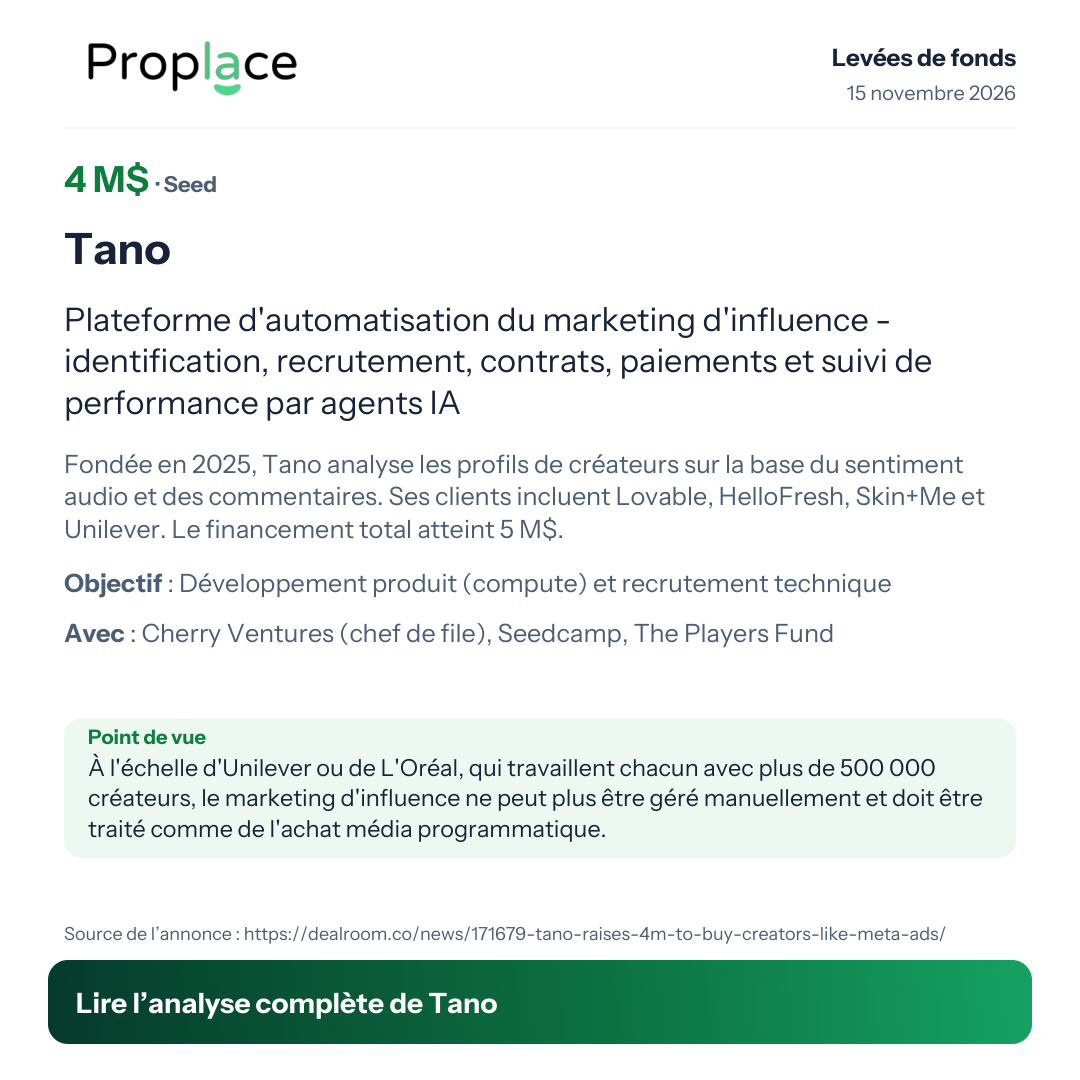 Proplace
Levées de fonds
15 novembre 2026
4 M$ · Seed
Tano
Plateforme d'automatisation du marketing d'influence -
identification, recrutement, contrats, paiements et suivi de
performance par agents IA
Fondée en 2025, Tano analyse les profils de créateurs sur la base du sentiment
audio et des commentaires. Ses clients incluent Lovable, HelloFresh, Skin+Me et
Unilever. Le financement total atteint 5 M$.
Objectif : Développement produit (compute) et recrutement technique
Avec : Cherry Ventures (chef de file), Seedcamp, The Players Fund
Point de vue
À l'échelle d'Unilever ou de L'Oréal, qui travaillent chacun avec plus de 500 000
créateurs, le marketing d'influence ne peut plus être géré manuellement et doit être
traité comme de l'achat média programmatique.
Source de l’annonce : https://dealroom.co/news/171679-tano-raises-4m-to-buy-creators-like-meta-ads/
Lire l’analyse complète de Tano